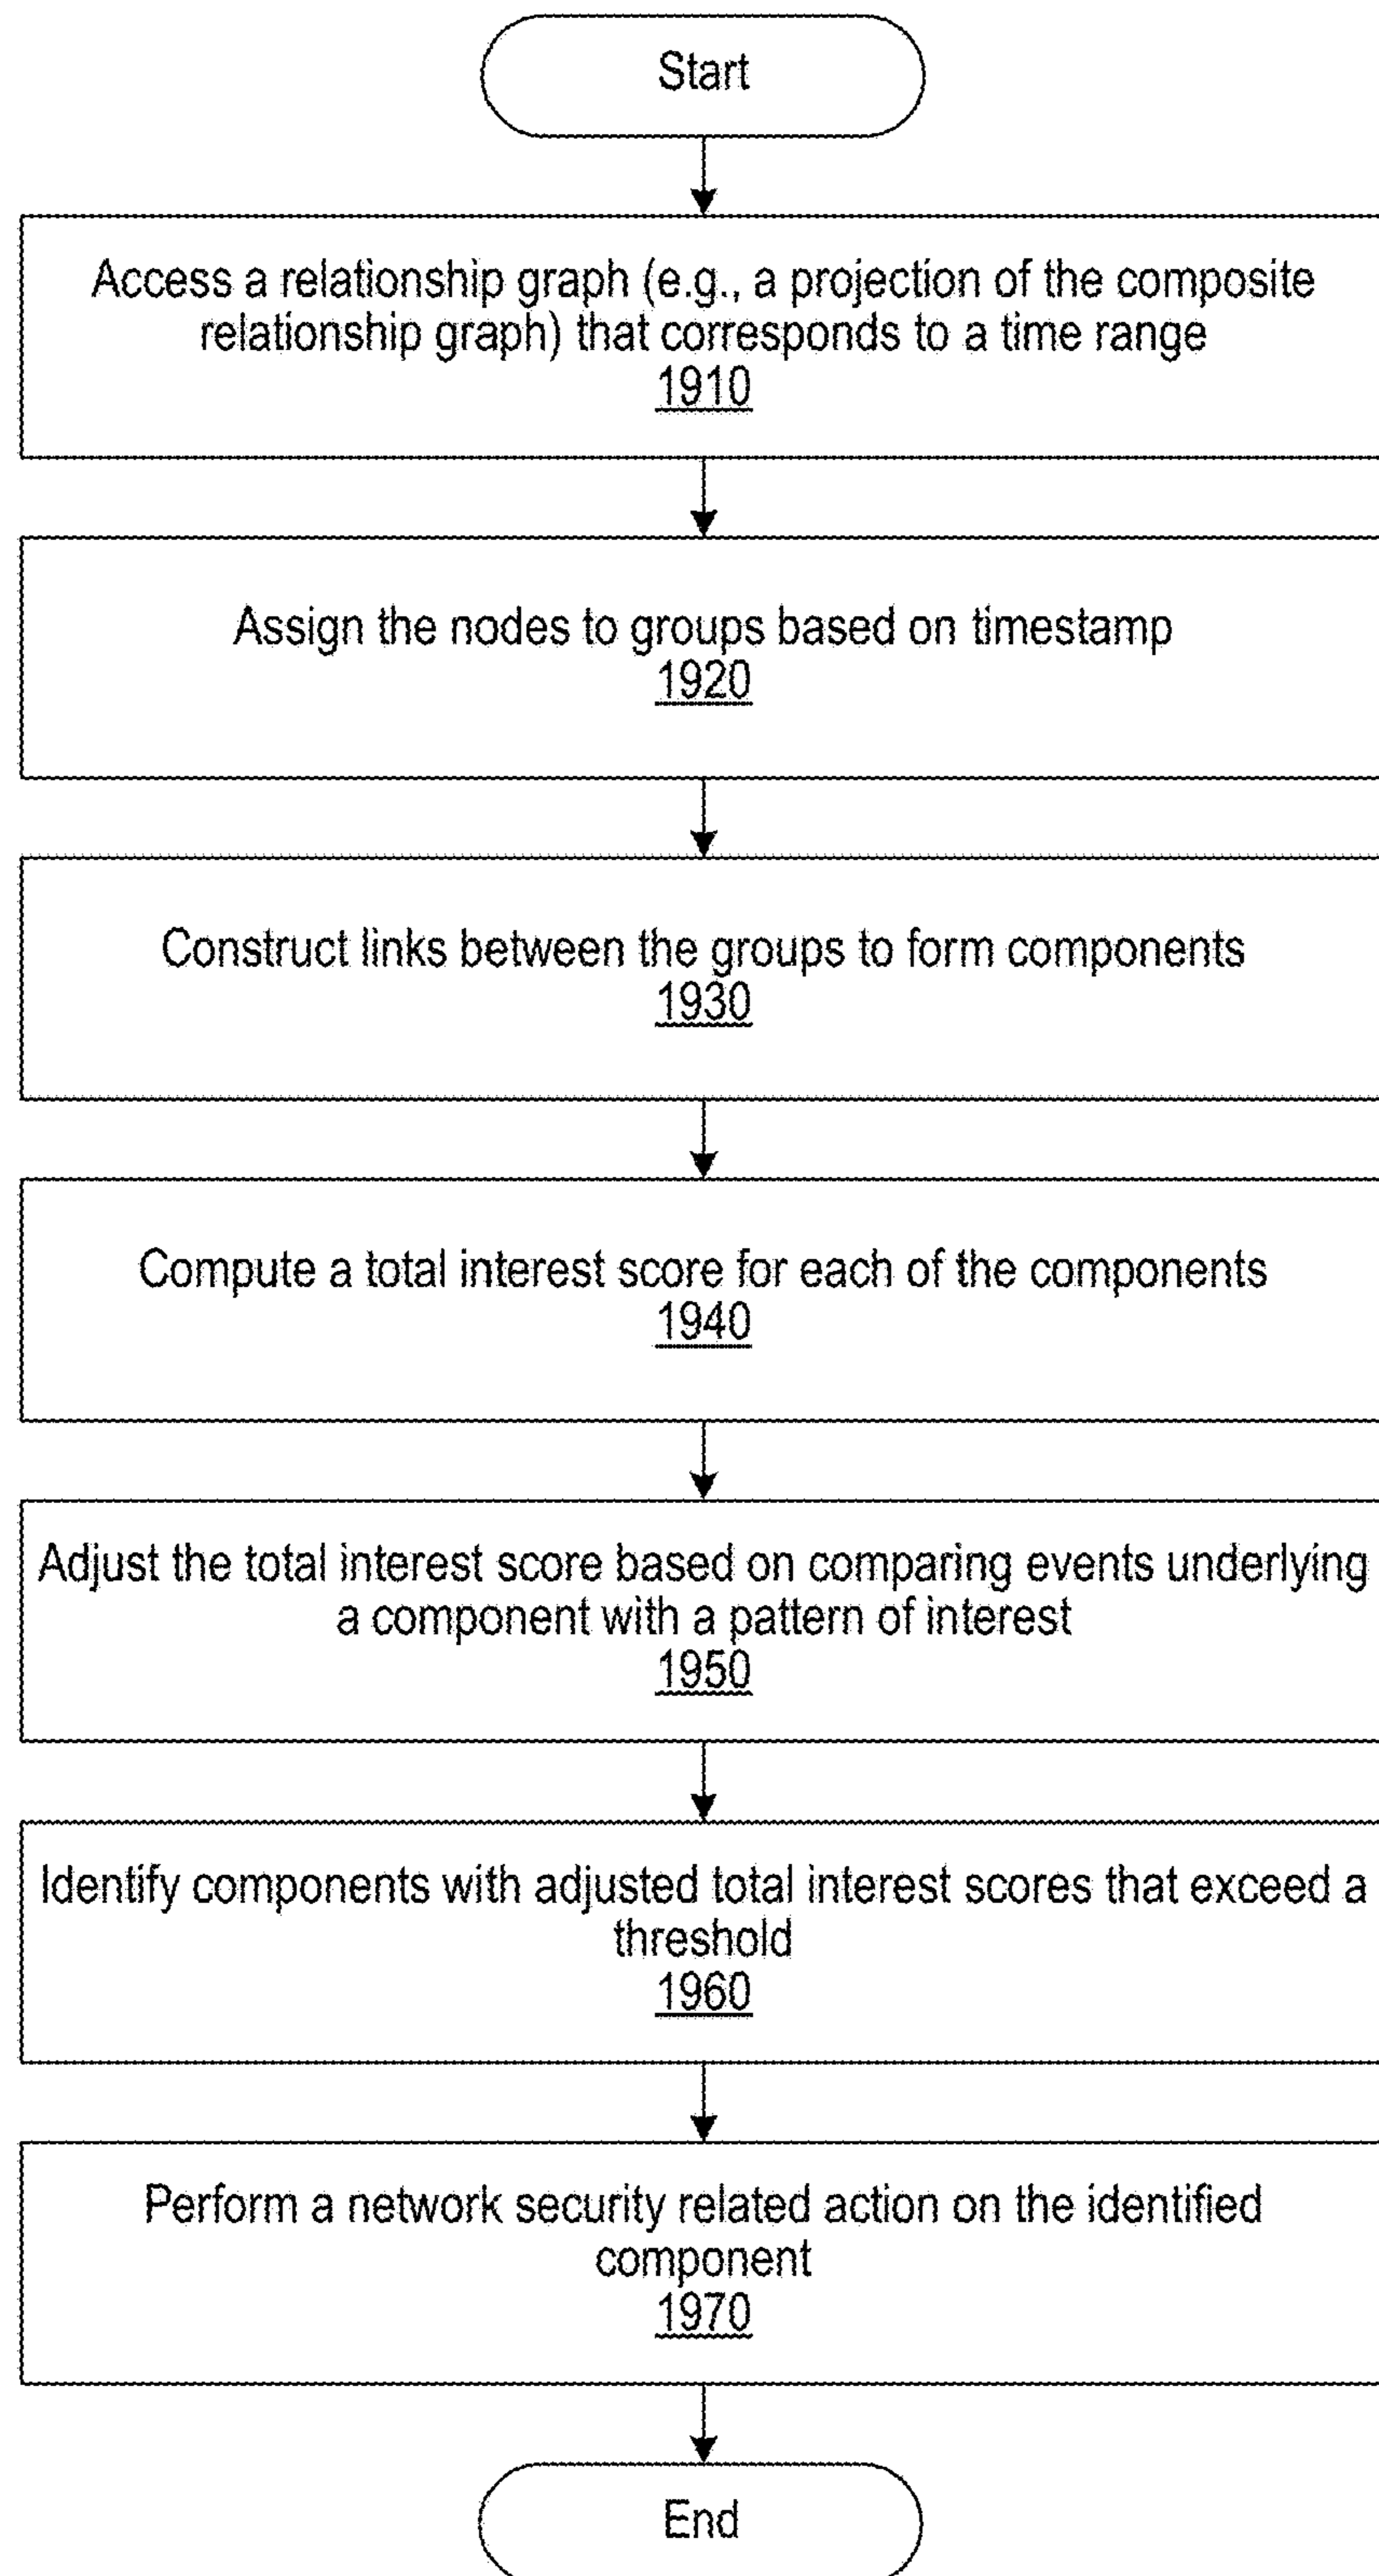 Start
Access a relationship graph (e.g., a projection of the composite
relationship graph) that corresponds to a time range
1910
Assign the nodes to groups based on timestamp
1920
Construct links between the groups to form components
1930
Compute a total interest score for each of the components
1940
Adjust the total interest score based on comparing events underlying
a component with a pattern of interest
1950
Identify components with adjusted total interest scores that exceed a
threshold
1960
Perform a network security related action on the identified
component
1970
End